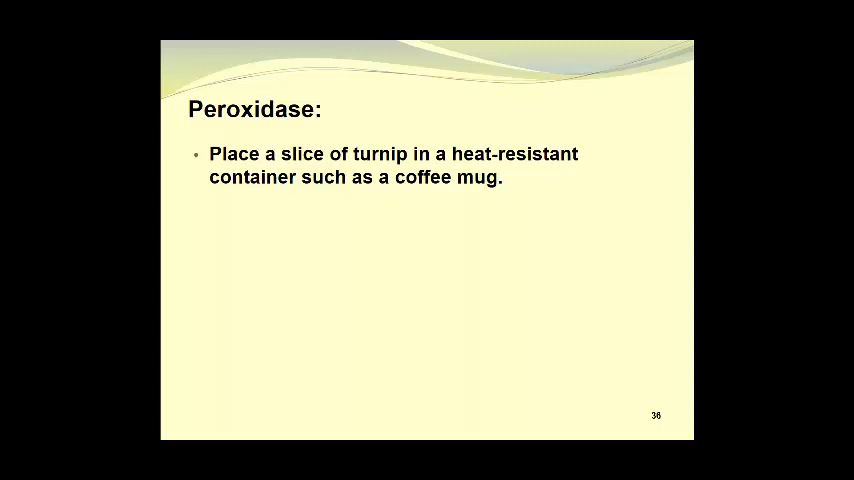 Peroxidase:
• Place a slice of turnip in a heat-resistant
container such as a coffee mug.
36